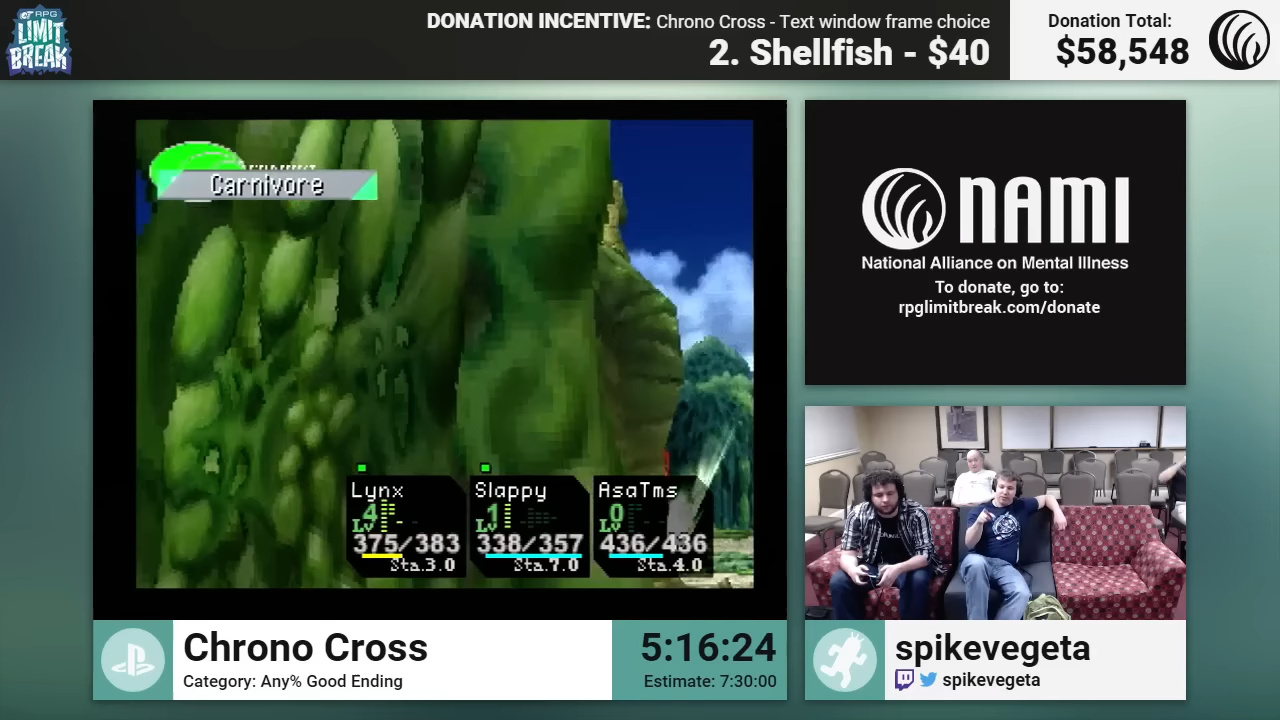 RPG
LIMIT
BREAK
DONATION INCENTIVE: Chrono Cross - Text window frame choice
2. Shellfish - $40
Donation Total:
$58,548
Carnivore
Lynx
Slappy
AsaTms
4
1
0
Lv
Lv
Lv
375/383
338/357
436/436
Sta.3.0
Sta.7.0
Sta.4.0
NAMI
National Alliance on Mental Illness
To donate, go to:
rpglimitbreak.com/donate
Chrono Cross
Category: Any% Good Ending
5:16:24
Estimate: 7:30:00
spikevegeta
spikevegeta